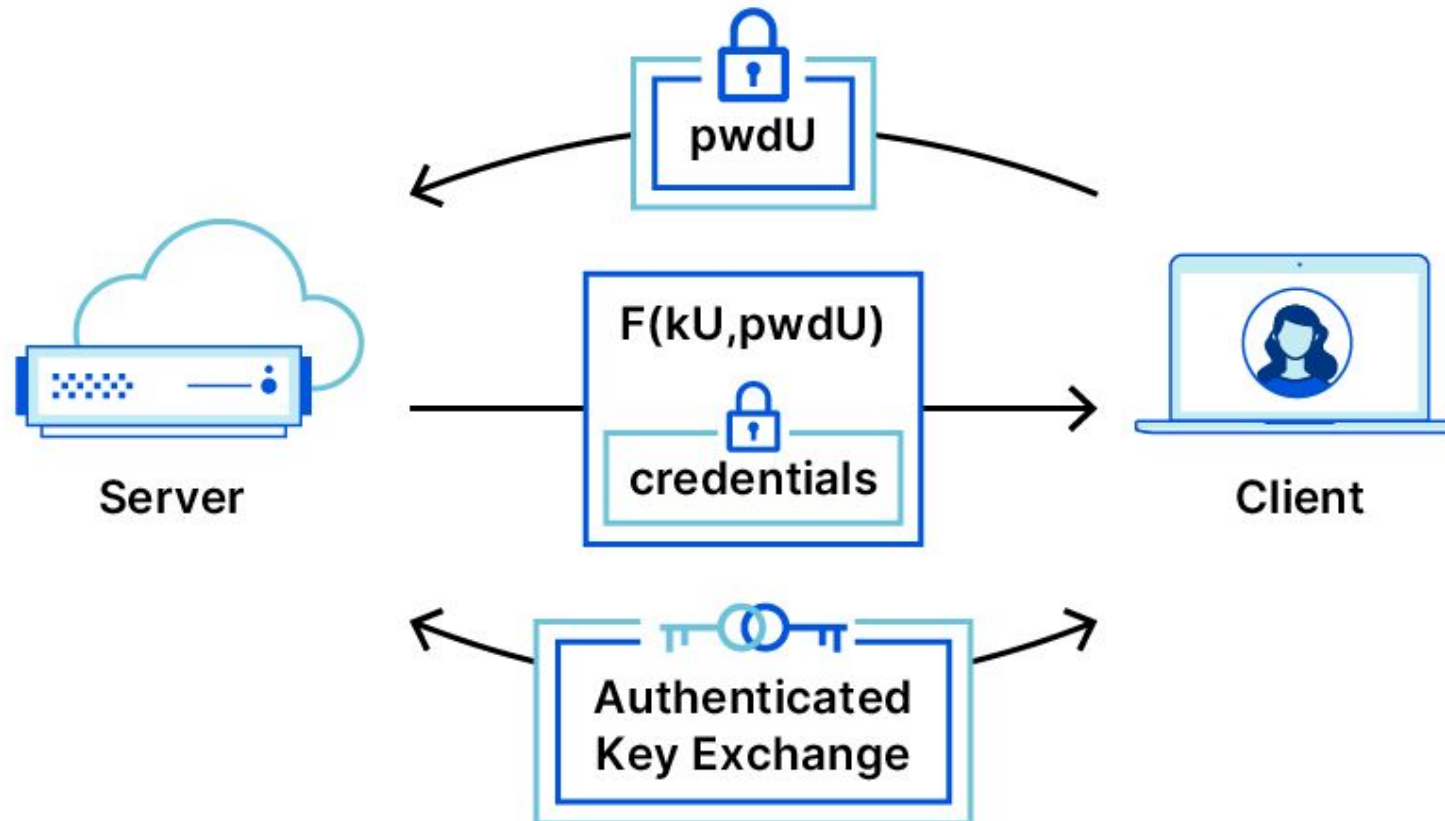 pwdU
F(kU,pwdU)
credentials
Server
Client
Authenticated
Key Exchange